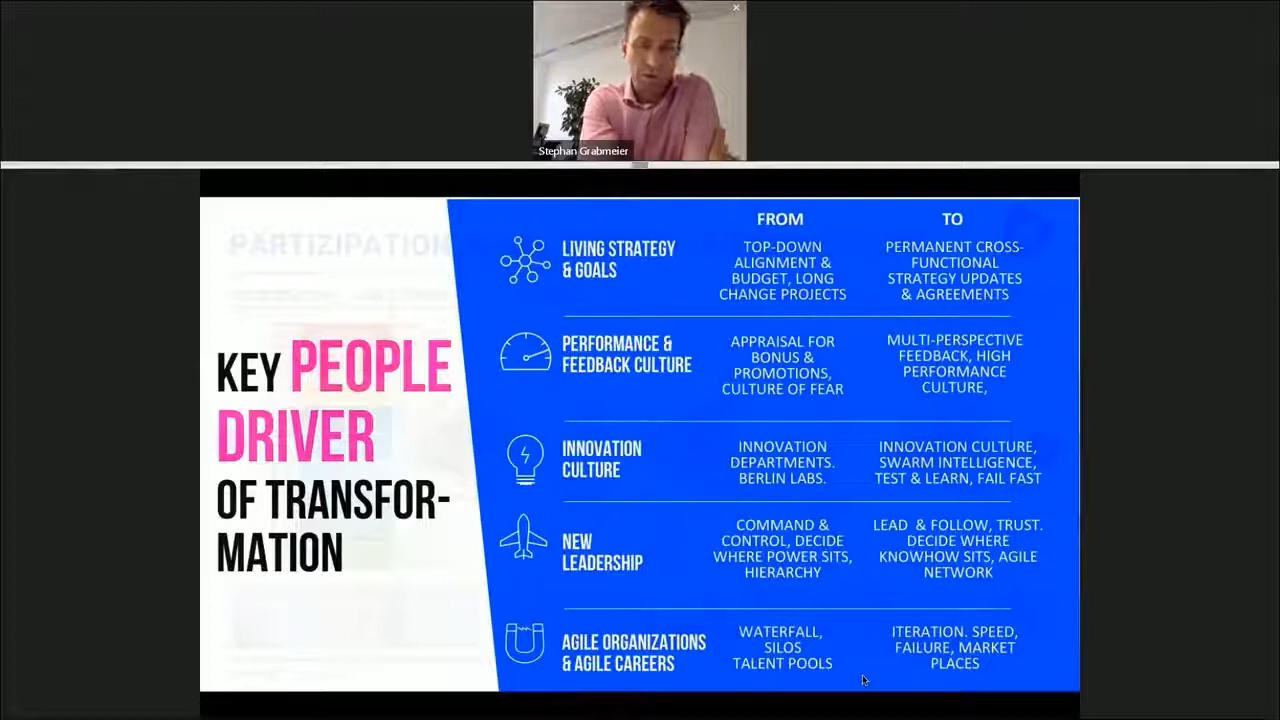 Stephan Grabmeier
PARTIZIPATION
KEY PEOPLE
DRIVER
OF TRANSFOR-
MATION
FROM
TO
LIVING STRATEGY
& GOALS
TOP-DOWN
ALIGNMENT &
BUDGET, LONG
CHANGE PROJECTS
PERMANENT CROSS-
FUNCTIONAL
STRATEGY UPDATES
& AGREEMENTS
PERFORMANCE &
FEEDBACK CULTURE
APPRAISAL FOR
BONUS &
PROMOTIONS,
CULTURE OF FEAR
MULTI-PERSPECTIVE
FEEDBACK, HIGH
PERFORMANCE
CULTURE,
INNOVATION
CULTURE
INNOVATION
DEPARTMENTS.
BERLIN LABS.
INNOVATION CULTURE,
SWARM INTELLIGENCE,
TEST & LEARN, FAIL FAST
NEW
LEADERSHIP
COMMAND &
CONTROL, DECIDE
WHERE POWER SITS,
HIERARCHY
LEAD & FOLLOW, TRUST.
DECIDE WHERE
KNOWHOW SITS, AGILE
NETWORK
AGILE ORGANIZATIONS
& AGILE CAREERS
WATERFALL,
SILOS
TALENT POOLS
ITERATION. SPEED,
FAILURE, MARKET
PLACES